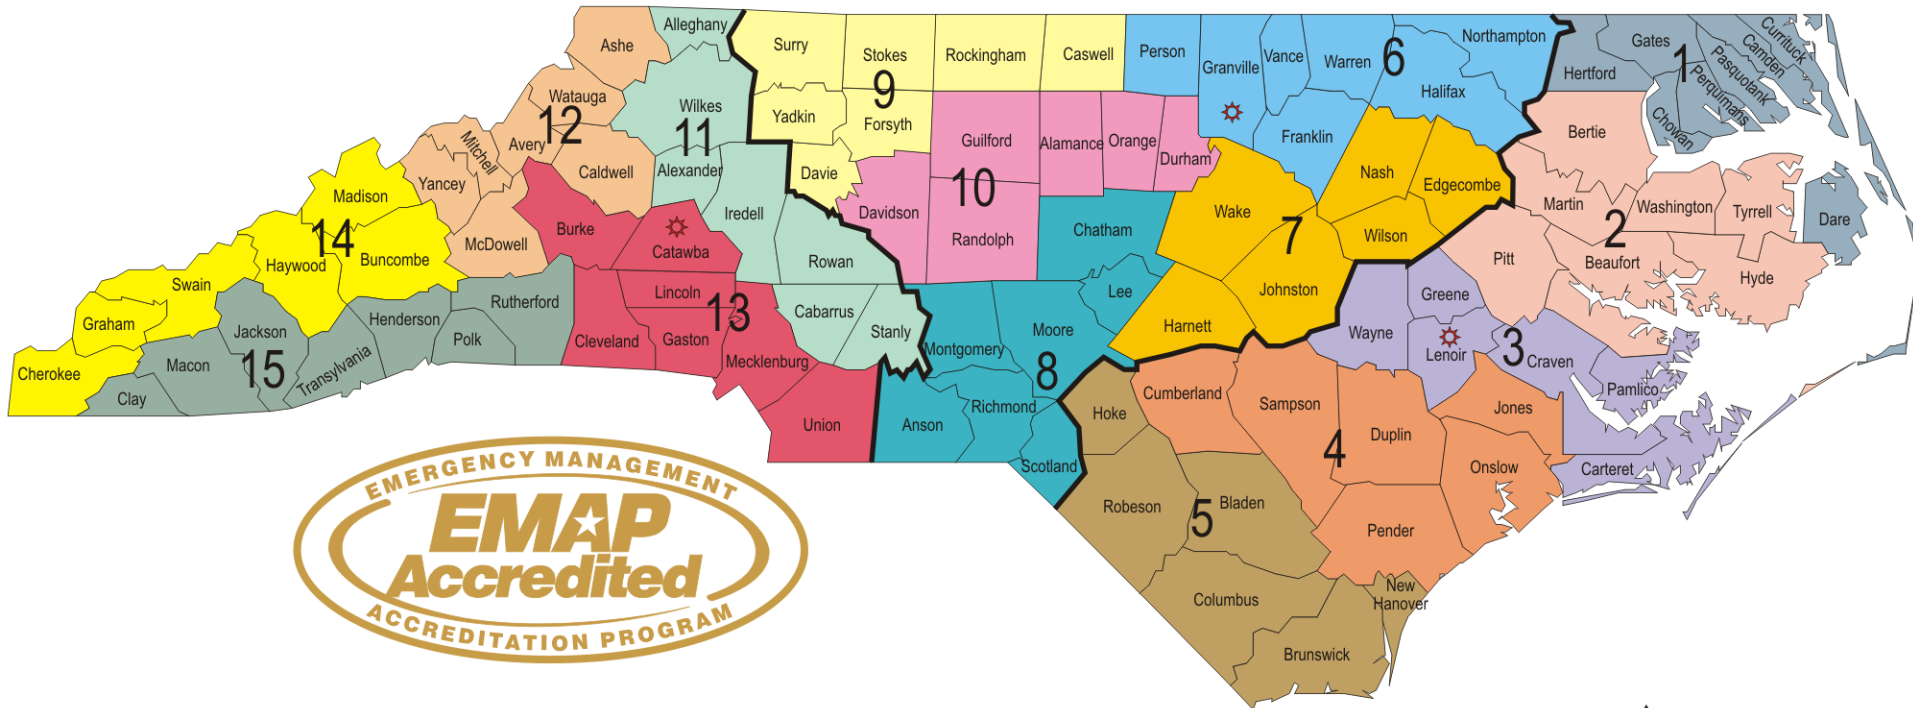 Alleghany
Ashe
Surry
Stokes
Rockingham
Caswell
Person
Granville
Vance
Warren
6
Northampton
Halifax
Hertford
Gates
1
Currituck
Camden
Pasquotank
Perquimans
Chowan
Watauga
12
Wilkes
11
Yadkin
9
Forsyth
Guilford
Alamance
Orange
Durham
Franklin
Nash
Edgecombe
Bertie
Mitchell
Avery
Caldwell
Alexander
Davie
Madison
Yancey
14
Iredell
Davidson
10
Randolph
Chatham
Wake
7
Wilson
Martin
2
Washington
Tyrrell
Dare
Burke
Catawba
McDowell
Haywood
Buncombe
Rowan
Pitt
Beaufort
Hyde
Swain
Lincoln
13
Rutherford
Lee
Johnston
Greene
Graham
Jackson
Henderson
Polk
Cleveland
Gaston
Cabarrus
Stanly
Moore
Harnett
Wayne
Lenoir
3
Craven
Cherokee
Macon
15
Transylvania
Mecklenburg
Montgomery
8
Pamlico
Clay
Union
Anson
Richmond
Hoke
Cumberland
Sampson
Duplin
Jones
4
Scotland
Onslow
Carteret
Robeson
5
Bladen
Pender
Columbus
New
Hanover
Brunswick
EMERGENCY MANAGEMENT
EMAP
Accredited
ACCREDITATION PROGRAM